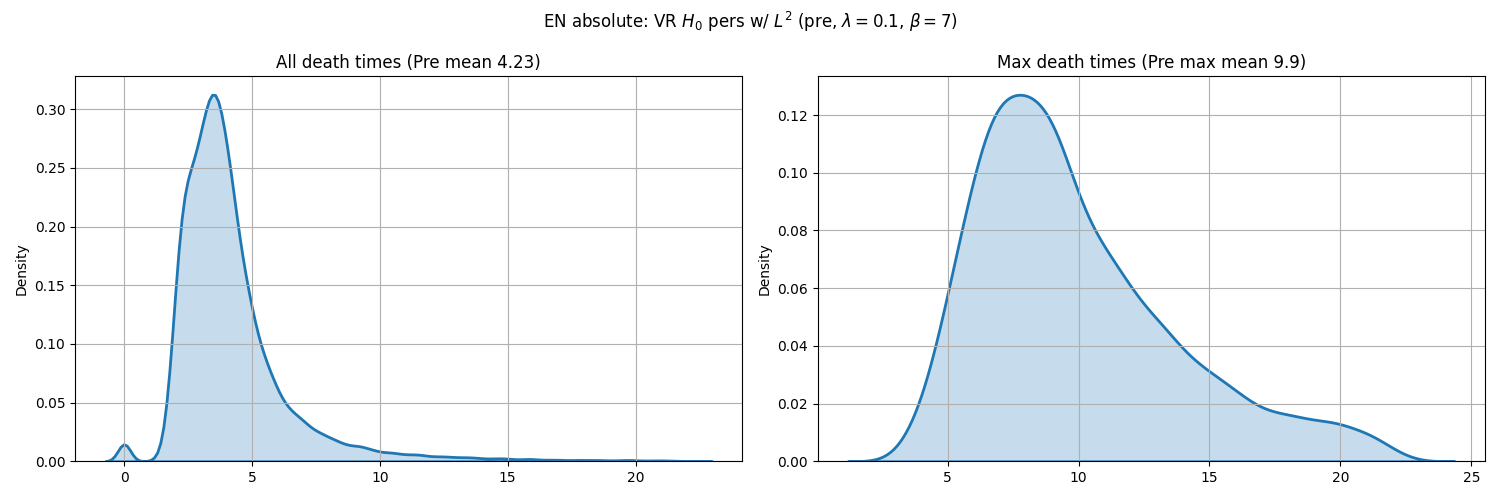 EN absolute: VR $H_0$ pers w/ $L^2$ (pre, $\lambda = 0.1$, $\beta = 7$)
All death times (Pre mean 4.23)
Density
0.30
0.25
0.20
0.15
0.10
0.05
0.00
0 5 10 15 20
Max death times (Pre max mean 9.9)
Density
0.12
0.10
0.08
0.06
0.04
0.02
0.00
5 10 15 20 25